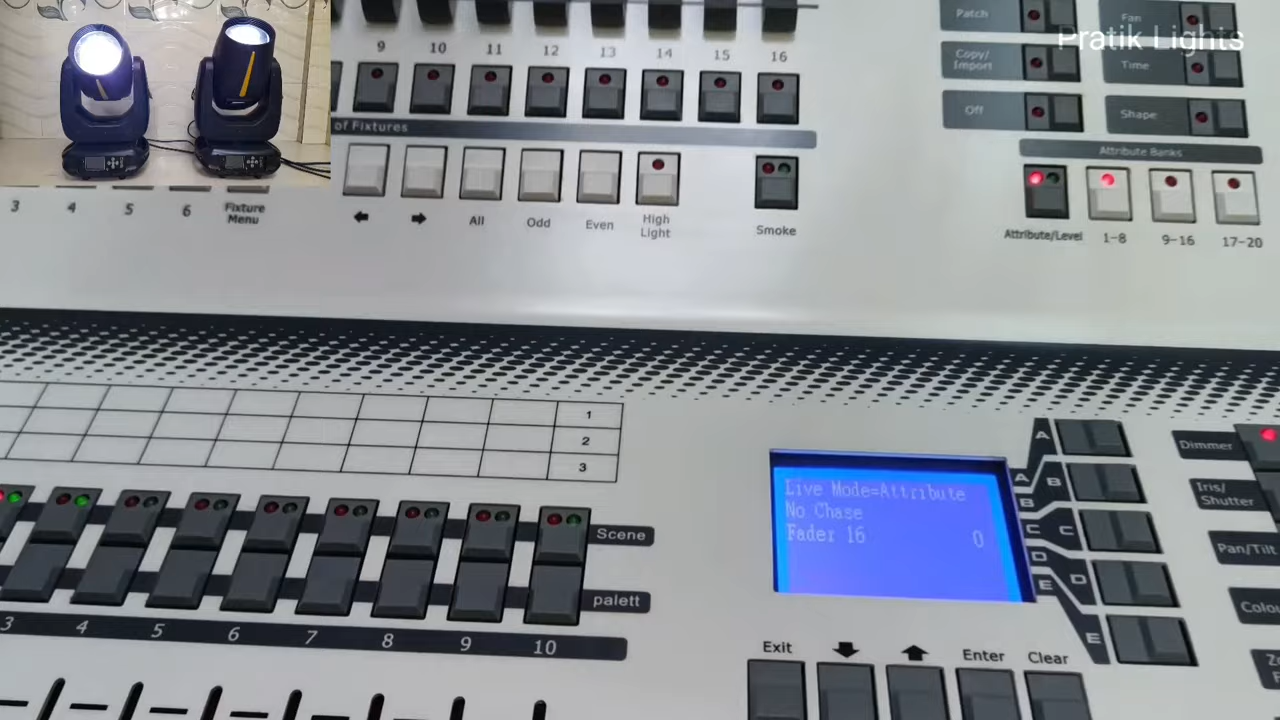 Pratik Lights
9 10 11 12 13 14 15 16
of Fixtures
All Odd Even High Light Smoke
3 4 5 6 Fixture Menu
Patch
Fan
Copy/ Import
Time
Off
Shape
Attribute Banks
Attribute/Level 1-8 9-16 17-20
1
2
3
Scene
palett
3 4 5 6 7 8 9 10
Live Mode=Attribute
No Chase
Fader 16 0
A A
B B
C C
D D
E E
Dimmer
Iris/ Shutter
Pan/Tilt
Colou
Exit Enter Clear